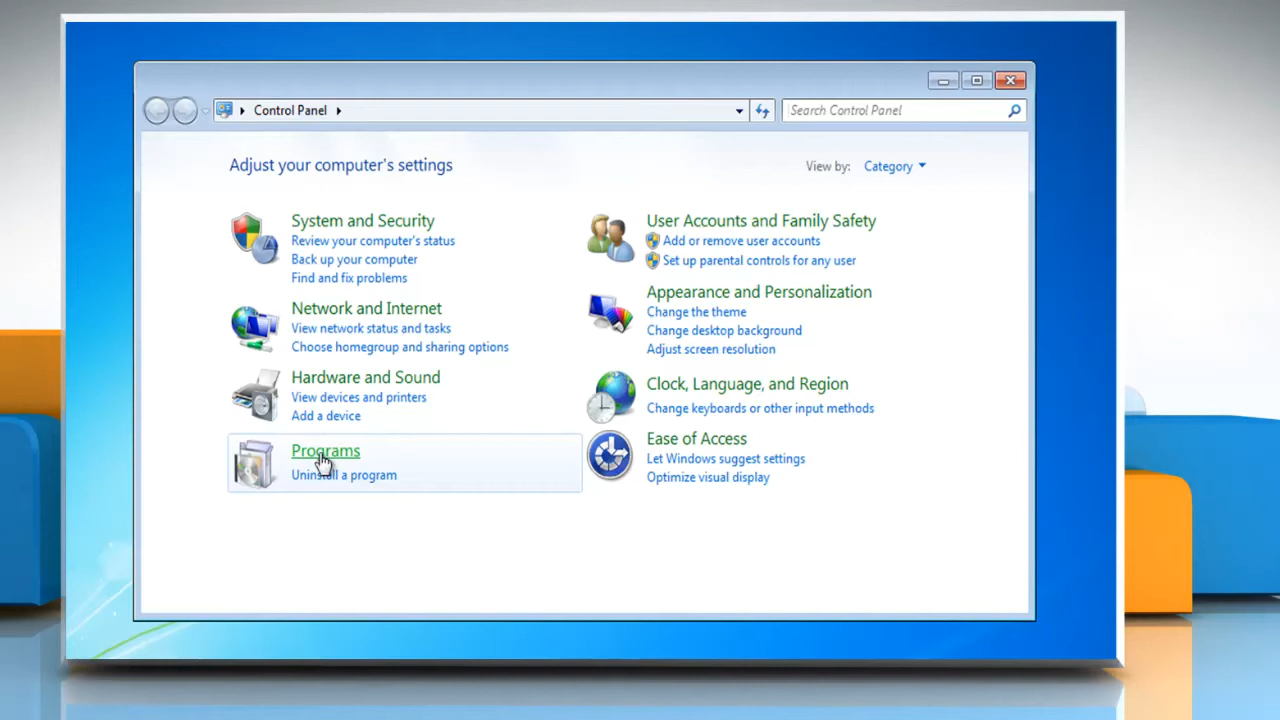 Control Panel
Search Control Panel
Adjust your computer's settings
View by: Category
System and Security
Review your computer's status
Back up your computer
Find and fix problems
Network and Internet
View network status and tasks
Choose homegroup and sharing options
Hardware and Sound
View devices and printers
Add a device
Programs
Uninstall a program
User Accounts and Family Safety
Add or remove user accounts
Set up parental controls for any user
Appearance and Personalization
Change the theme
Change desktop background
Adjust screen resolution
Clock, Language, and Region
Change keyboards or other input methods
Ease of Access
Let Windows suggest settings
Optimize visual display